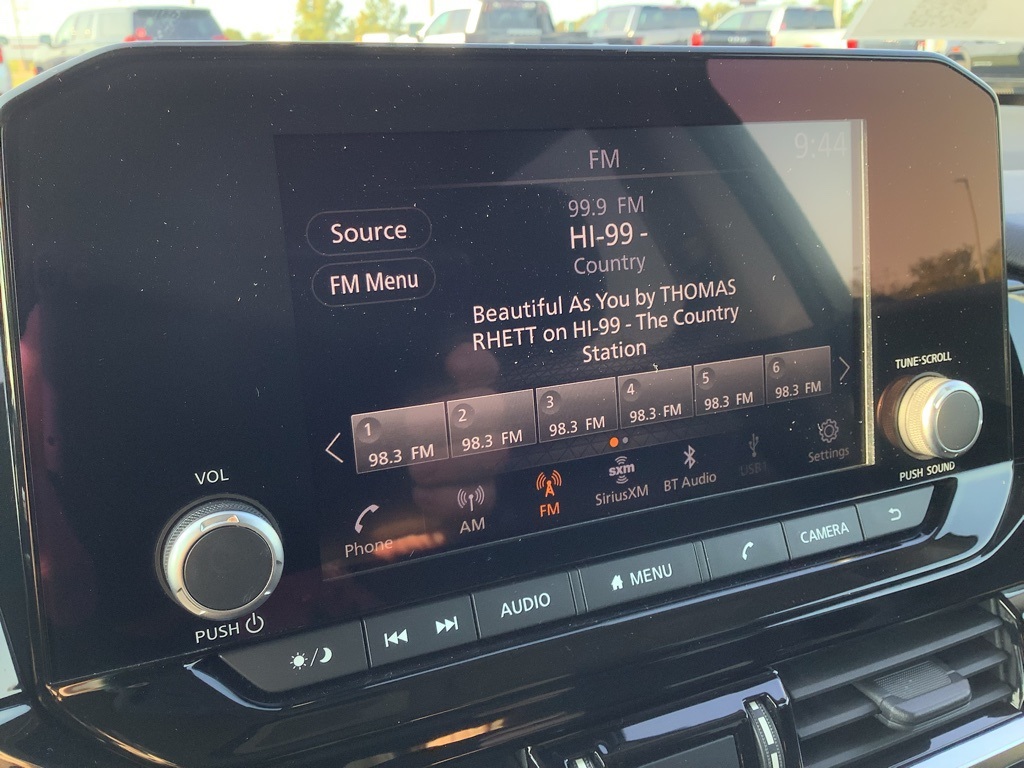 FM
9:44
99.9 FM
Source
HI-99 -
Country
FM Menu
Beautiful As You by THOMAS
RHETT on HI-99 - The Country
Station
1 2 3 4 5 6
98.3 FM 98.3 FM 98.3 FM 98.3 FM 98.3 FM 98.3 FM
Phone AM FM sxm SiriusXM BT Audio USB1 Settings
VOL
PUSH
TUNE·SCROLL
PUSH SOUND
AUDIO MENU CAMERA